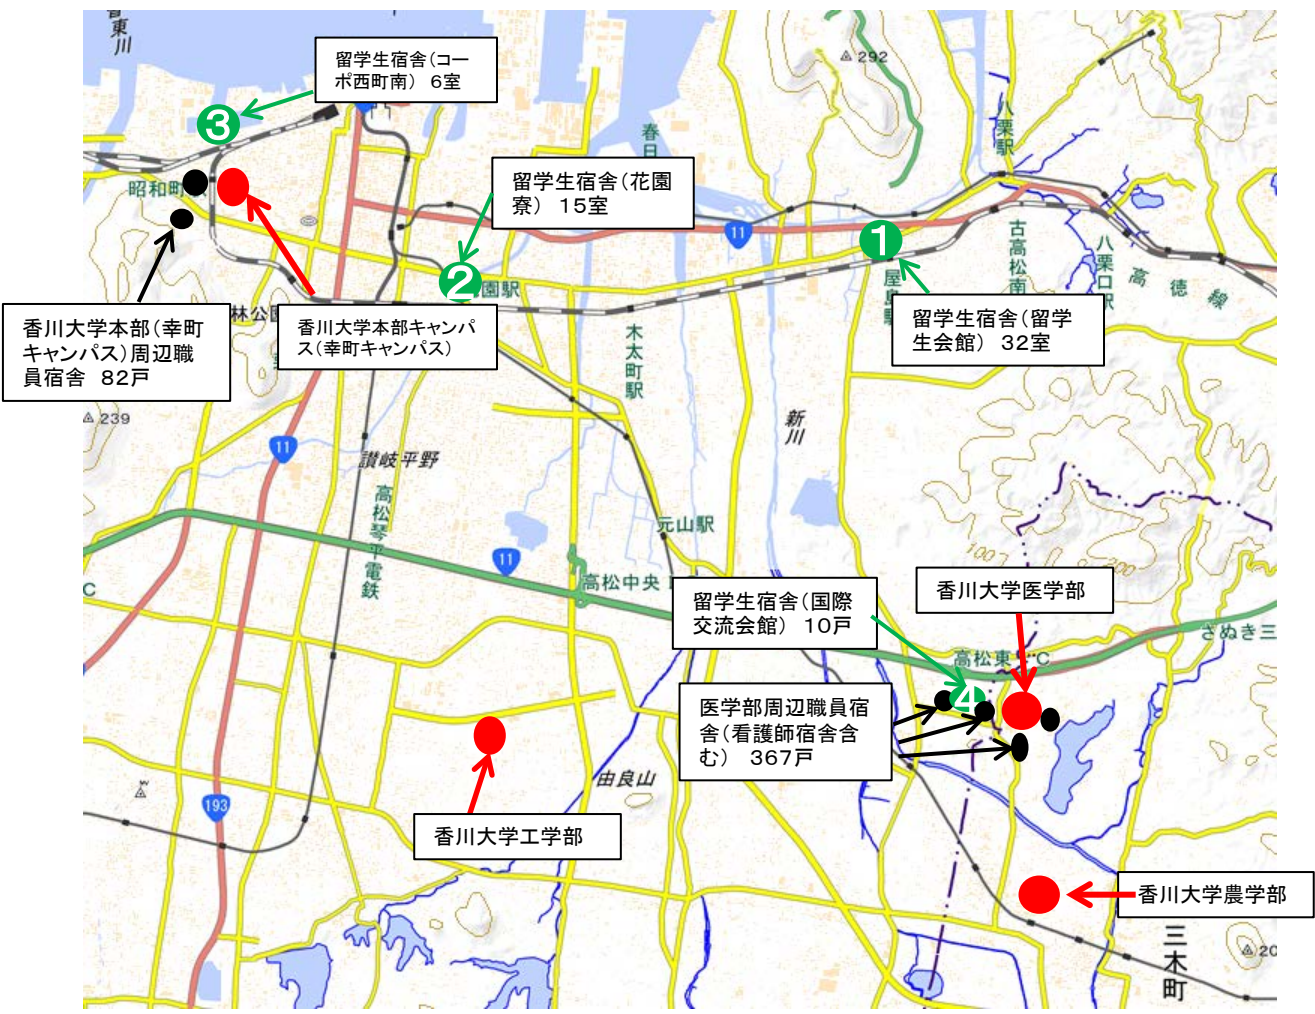 香東川
留学生宿舎(コー
ポ西町南) 6室
292
3
八栗駅
春日
留学生宿舎(花園
寮) 15室
昭和町
11
1
2
園駅
古高松南
八栗口駅
高徳線
屋島駅
香川大学本部(幸町
キャンパス)周辺職
員宿舎 82戸
林公園
香川大学本部キャンパ
ス(幸町キャンパス)
留学生宿舎(留学
生会館) 32室
木太町駅
239
新川
11
讃岐平野
高松琴平電鉄
元山駅
11
100
200
C
高松中央I
留学生宿舎(国際
交流会館) 10戸
香川大学医学部
さぬき三
高松東
C
4
医学部周辺職員宿
舎(看護師宿舎含
む) 367戸
由良山
193
香川大学工学部
香川大学農学部
三木町
20